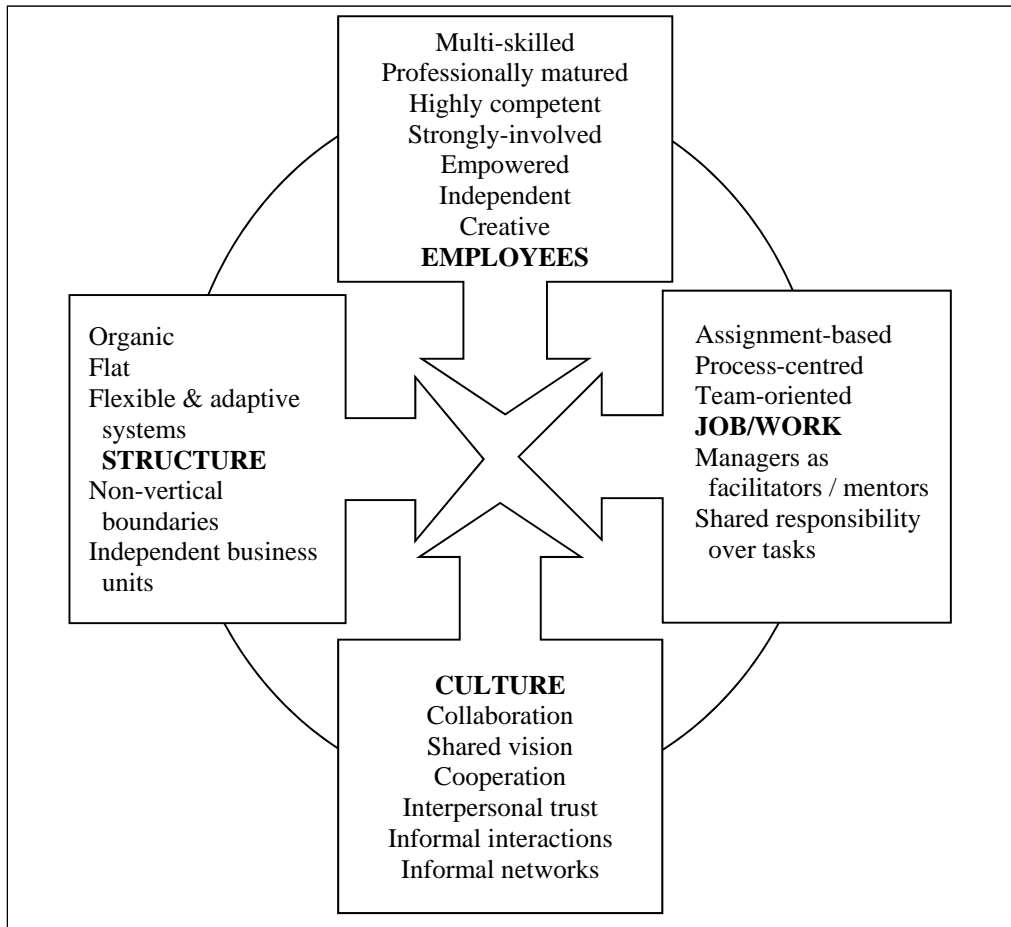 Multi-skilled
Professionally matured
Highly competent
Strongly-involved
Empowered
Independent
Creative
EMPLOYEES
Organic
Flat
Flexible & adaptive
systems
STRUCTURE
Non-vertical
boundaries
Independent business
units
Assignment-based
Process-centred
Team-oriented
JOB/WORK
Managers as
facilitators / mentors
Shared responsibility
over tasks
CULTURE
Collaboration
Shared vision
Cooperation
Interpersonal trust
Informal interactions
Informal networks